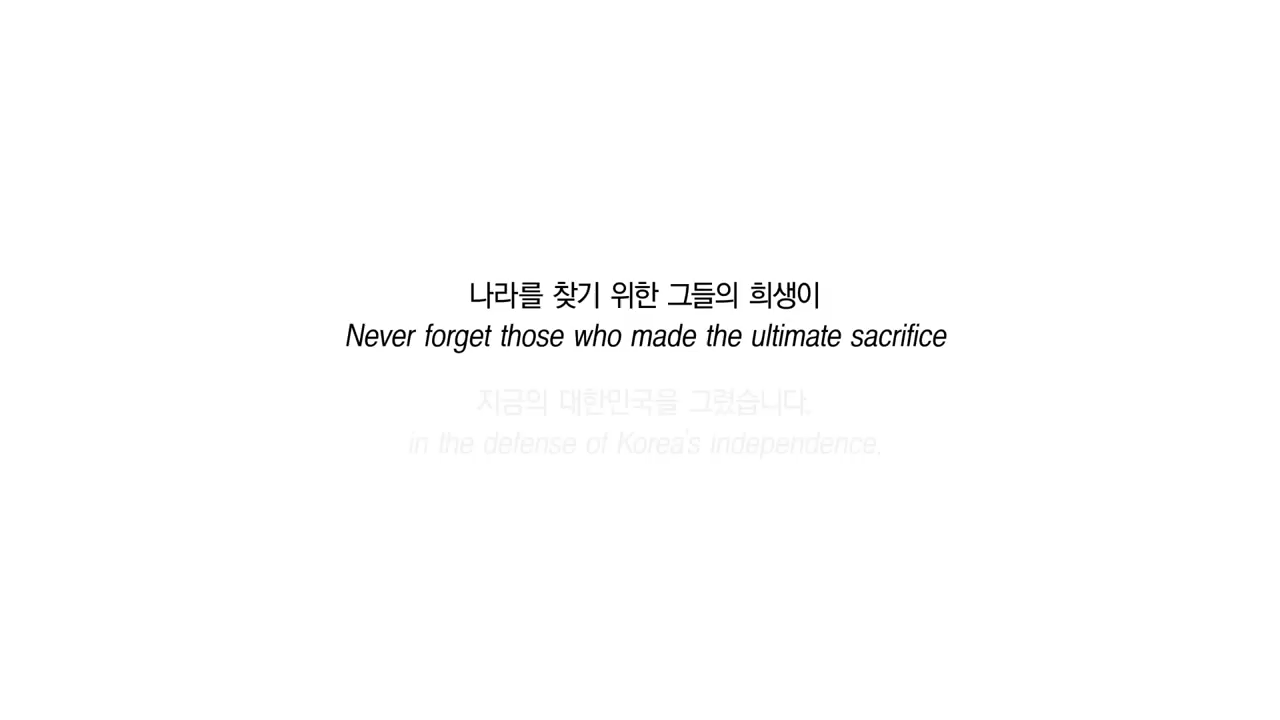 나라를 찾기 위한 그들의 희생이
Never forget those who made the ultimate sacrifice
지금의 대한민국을 그렸습니다.
in the defense of Korea's independence.